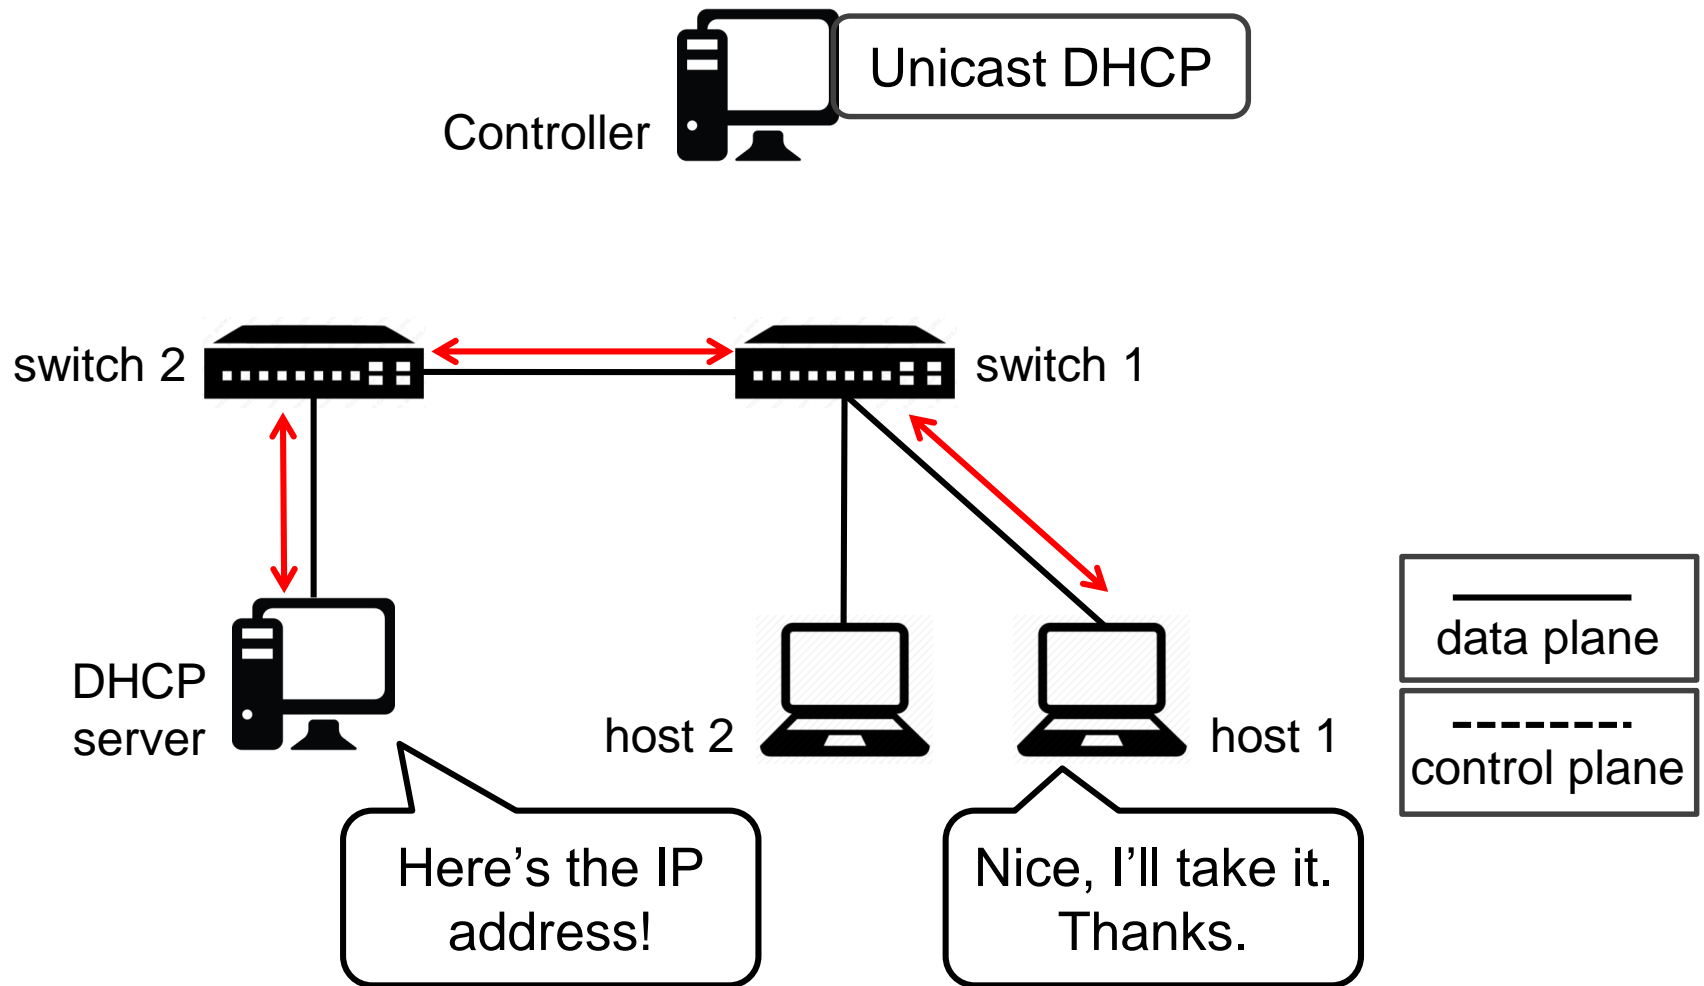 Unicast DHCP
Controller
switch 2
switch 1
data plane
DHCP
server
host 2
host 1
control plane
Here’s the IP
address!
Nice, I’ll take it.
Thanks.